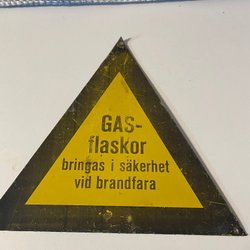 GAS-
flaskor
bringas i säkerhet
vid brandfara